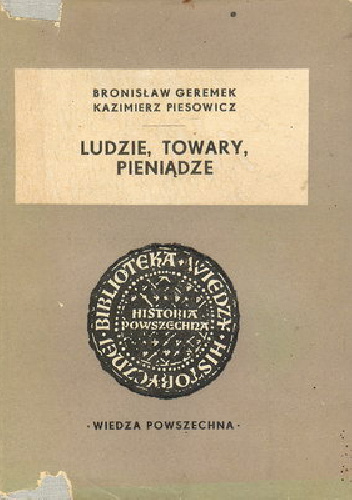 BRONISŁAW GEREMEK
KAZIMIERZ PIESOWICZ
LUDZIE, TOWARY,
PIENIĄDZE
BIBLIOTEKA • WIEDZY • HISTORYCZNEJ •
HISTORIA
POWSZECHNA
• WIEDZA POWSZECHNA •